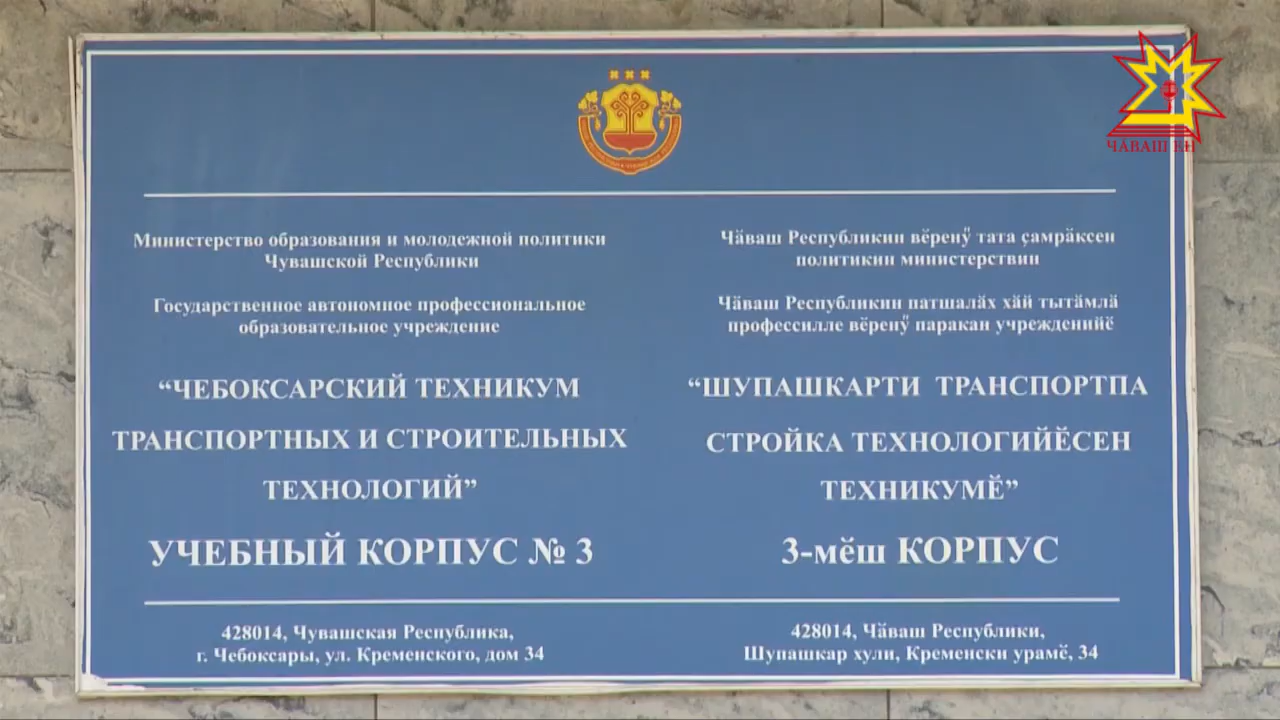 ЧӐВАШ ЕН
Министерство образования и молодежной политики
Чувашской Республики
Государственное автономное профессиональное
образовательное учреждение
“ЧЕБОКСАРСКИЙ ТЕХНИКУМ
ТРАНСПОРТНЫХ И СТРОИТЕЛЬНЫХ
ТЕХНОЛОГИЙ”
УЧЕБНЫЙ КОРПУС № 3
428014, Чувашская Республика,
г. Чебоксары, ул. Кременского, дом 34
Чӑваш Республикин вӗренӳ тата ҫамрӑксен
политикин министерствин
Чӑваш Республикин патшалӑх хӑй тытӑмлӑ
профессилле вӗренӳ паракан учрежденийӗ
“ШУПАШКАРТИ ТРАНСПОРТПА
СТРОЙКА ТЕХНОЛОГИЙӖСЕН
ТЕХНИКУМӖ”
3-мӗш КОРПУС
428014, Чӑваш Республики,
Шупашкар хули, Кременски урамӗ, 34